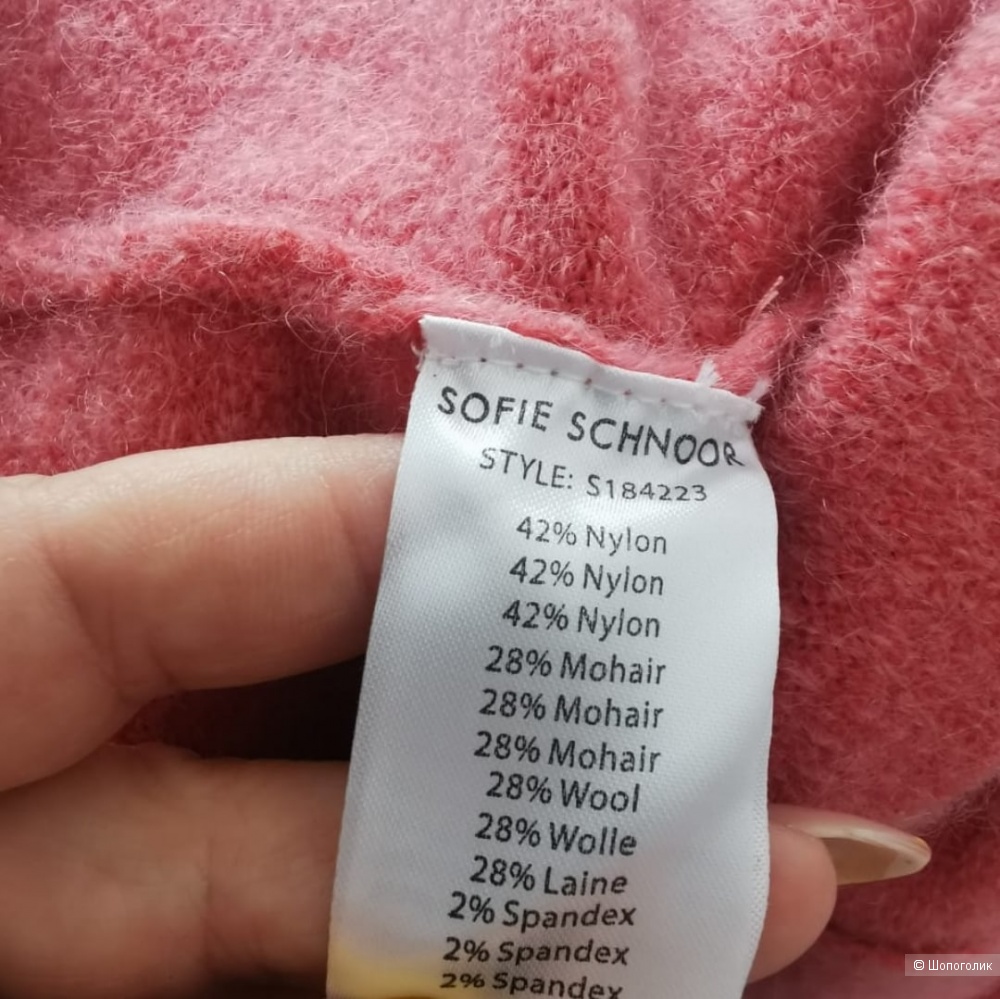 SOFIE SCHNOOR
STYLE: S184223
42% Nylon
42% Nylon
42% Nylon
28% Mohair
28% Mohair
28% Mohair
28% Wool
28% Wolle
28% Laine
2% Spandex
2% Spandex
2% Spandex
© Шопоголик